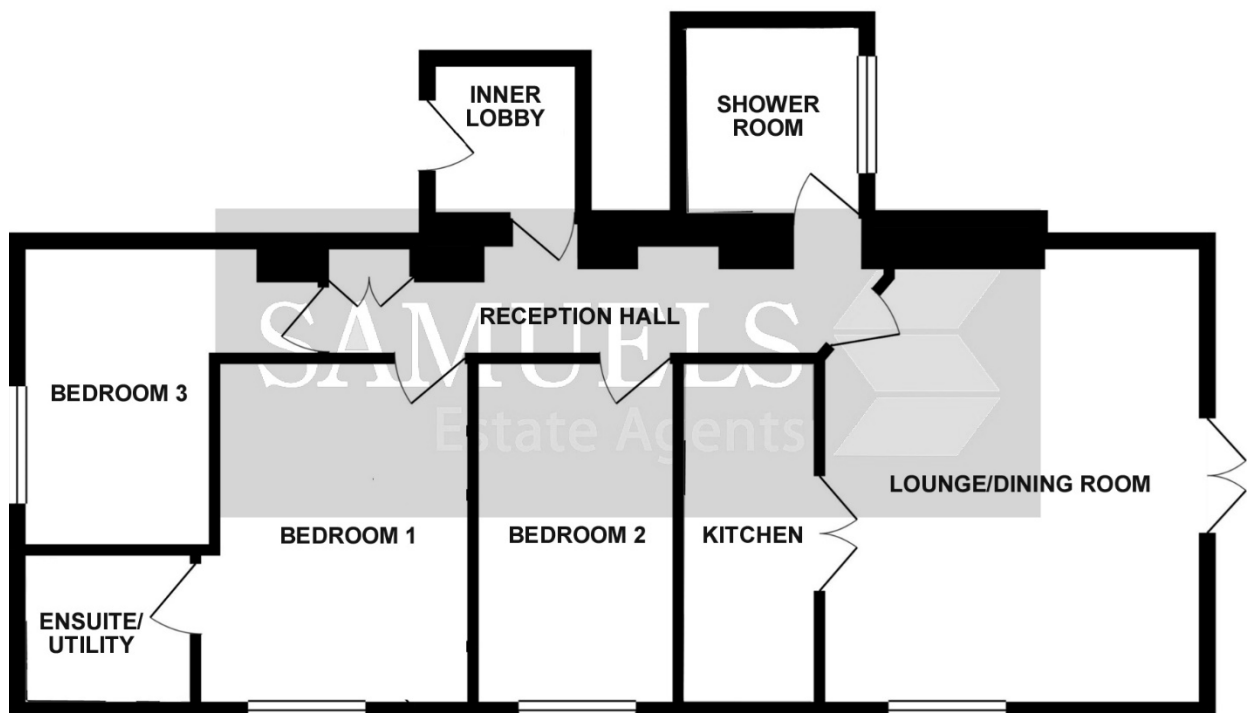 INNER
LOBBY
SHOWER
ROOM
RECEPTION HALL
SAMUELS
Estate Agents
BEDROOM 3
LOUNGE/DINING ROOM
BEDROOM 1
BEDROOM 2
KITCHEN
ENSUITE/
UTILITY